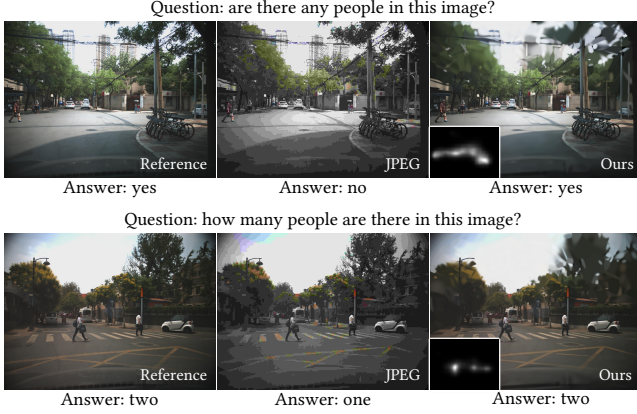 Question: are there any people in this image?
Reference
JPEG
Ours
Answer: yes
Answer: no
Answer: yes
Question: how many people are there in this image?
Reference
JPEG
Ours
Answer: two
Answer: one
Answer: two